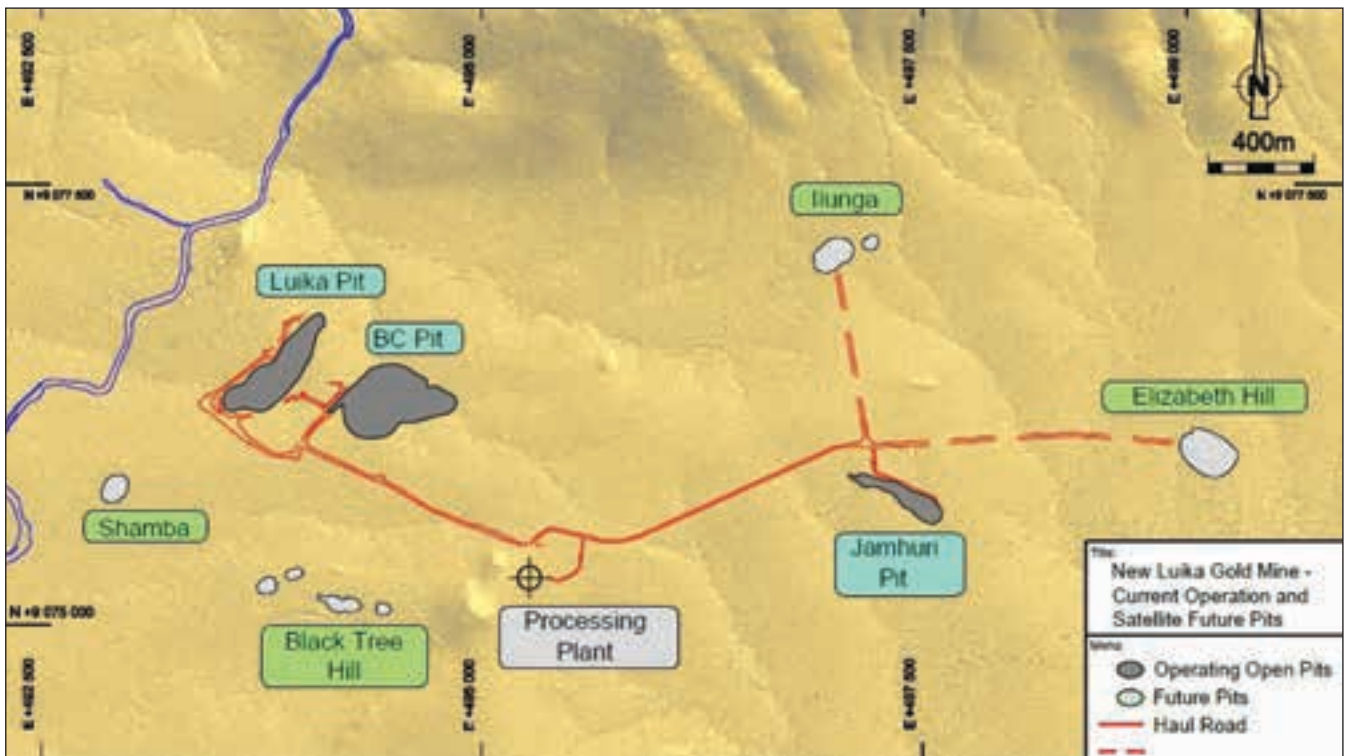 E +492 500
E +495 000
E +497 500
E +499 000
N
400m
N +9 077 500
N +9 077 500
Ilunga
Luika Pit
BC Pit
Elizabeth Hill
Shamba
Jamhuri
Pit
N +9 075 000
Black Tree
Hill
Processing
Plant
E +492 500
E +495 000
E +497 500
Title:
New Luika Gold Mine -
Current Operation and
Satellite Future Pits
Operating Open Pits
Future Pits
Haul Road